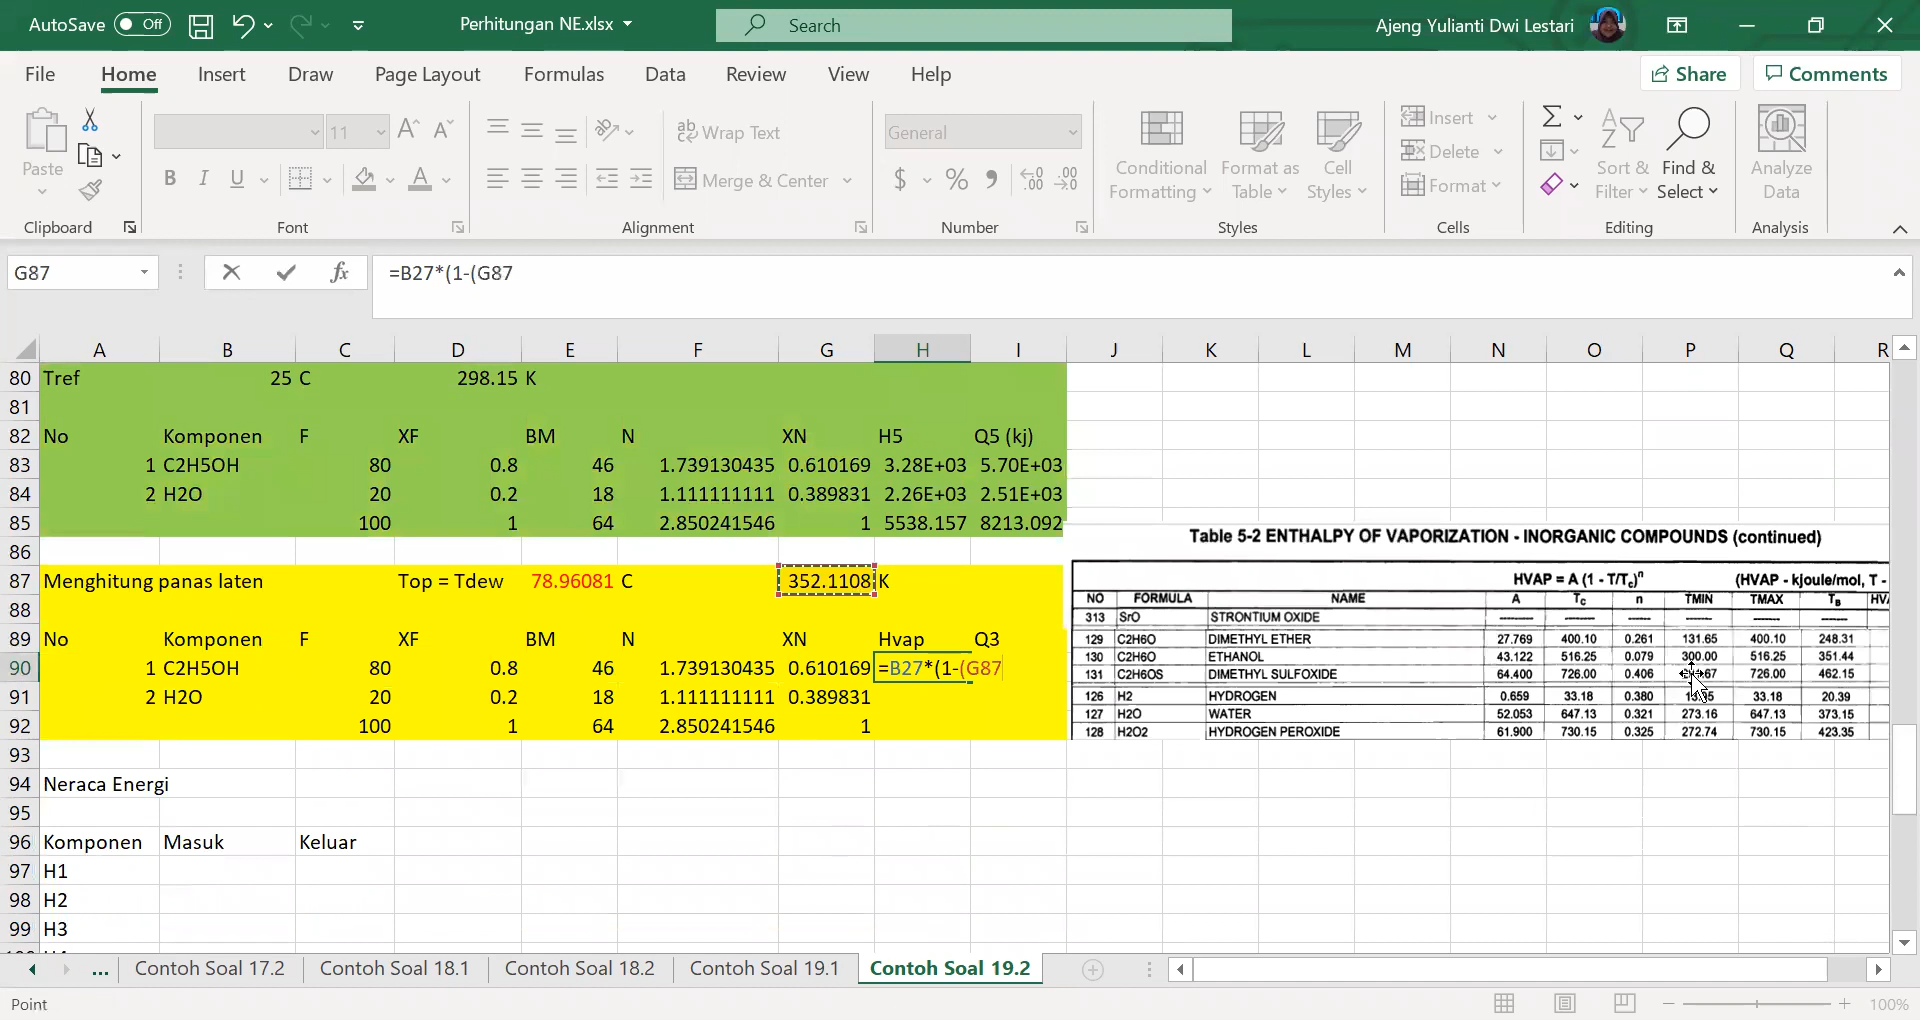 AutoSave Off Perhitungan NE.xlsx Search Ajeng Yulianti Dwi Lestari
File Home Insert Draw Page Layout Formulas Data Review View Help Share Comments
Paste 11 Wrap Text General Conditional Formatting Format as Table Cell Styles Insert Delete Format Sort & Filter Find & Select Analyze Data
B I U Merge & Center $ %
Clipboard Font Alignment Number Styles Cells Editing Analysis
G87 fx =B27*(1-(G87
A B C D E F G H I J K L M N O P Q R
80 Tref 25 C 298.15 K
81
82 No Komponen F XF BM N XN H5 Q5 (kj)
83 1 C2H5OH 80 0.8 46 1.739130435 0.610169 3.28E+03 5.70E+03
84 2 H2O 20 0.2 18 1.111111111 0.389831 2.26E+03 2.51E+03
85 100 1 64 2.850241546 1 5538.157 8213.092
86
87 Menghitung panas laten Top = Tdew 78.96081 C 352.1108 K
88
89 No Komponen F XF BM N XN Hvap Q3
90 1 C2H5OH 80 0.8 46 1.739130435 0.610169 =B27*(1-(G87
91 2 H2O 20 0.2 18 1.111111111 0.389831
92 100 1 64 2.850241546 1
93
94 Neraca Energi
95
96 Komponen Masuk Keluar
97 H1
98 H2
99 H3
Table 5-2 ENTHALPY OF VAPORIZATION - INORGANIC COMPOUNDS (continued)
HVAP = A (1 - T/Tc)ⁿ (HVAP - kjoule/mol, T -
NO FORMULA NAME A Tc n TMIN TMAX TB
313 SrO STRONTIUM OXIDE -------- -------- -------- -------- -------- --------
129 C2H6O DIMETHYL ETHER 27.769 400.10 0.261 131.65 400.10 248.31
130 C2H6O ETHANOL 43.122 516.25 0.079 300.00 516.25 351.44
131 C2H6OS DIMETHYL SULFOXIDE 64.400 726.00 0.406 726.00 462.15
126 H2 HYDROGEN 0.659 33.18 0.380 33.18 20.39
127 H2O WATER 52.053 647.13 0.321 273.16 647.13 373.15
128 H2O2 HYDROGEN PEROXIDE 61.900 730.15 0.325 272.74 730.15 423.35
... Contoh Soal 17.2 Contoh Soal 18.1 Contoh Soal 18.2 Contoh Soal 19.1 Contoh Soal 19.2
Point 100%